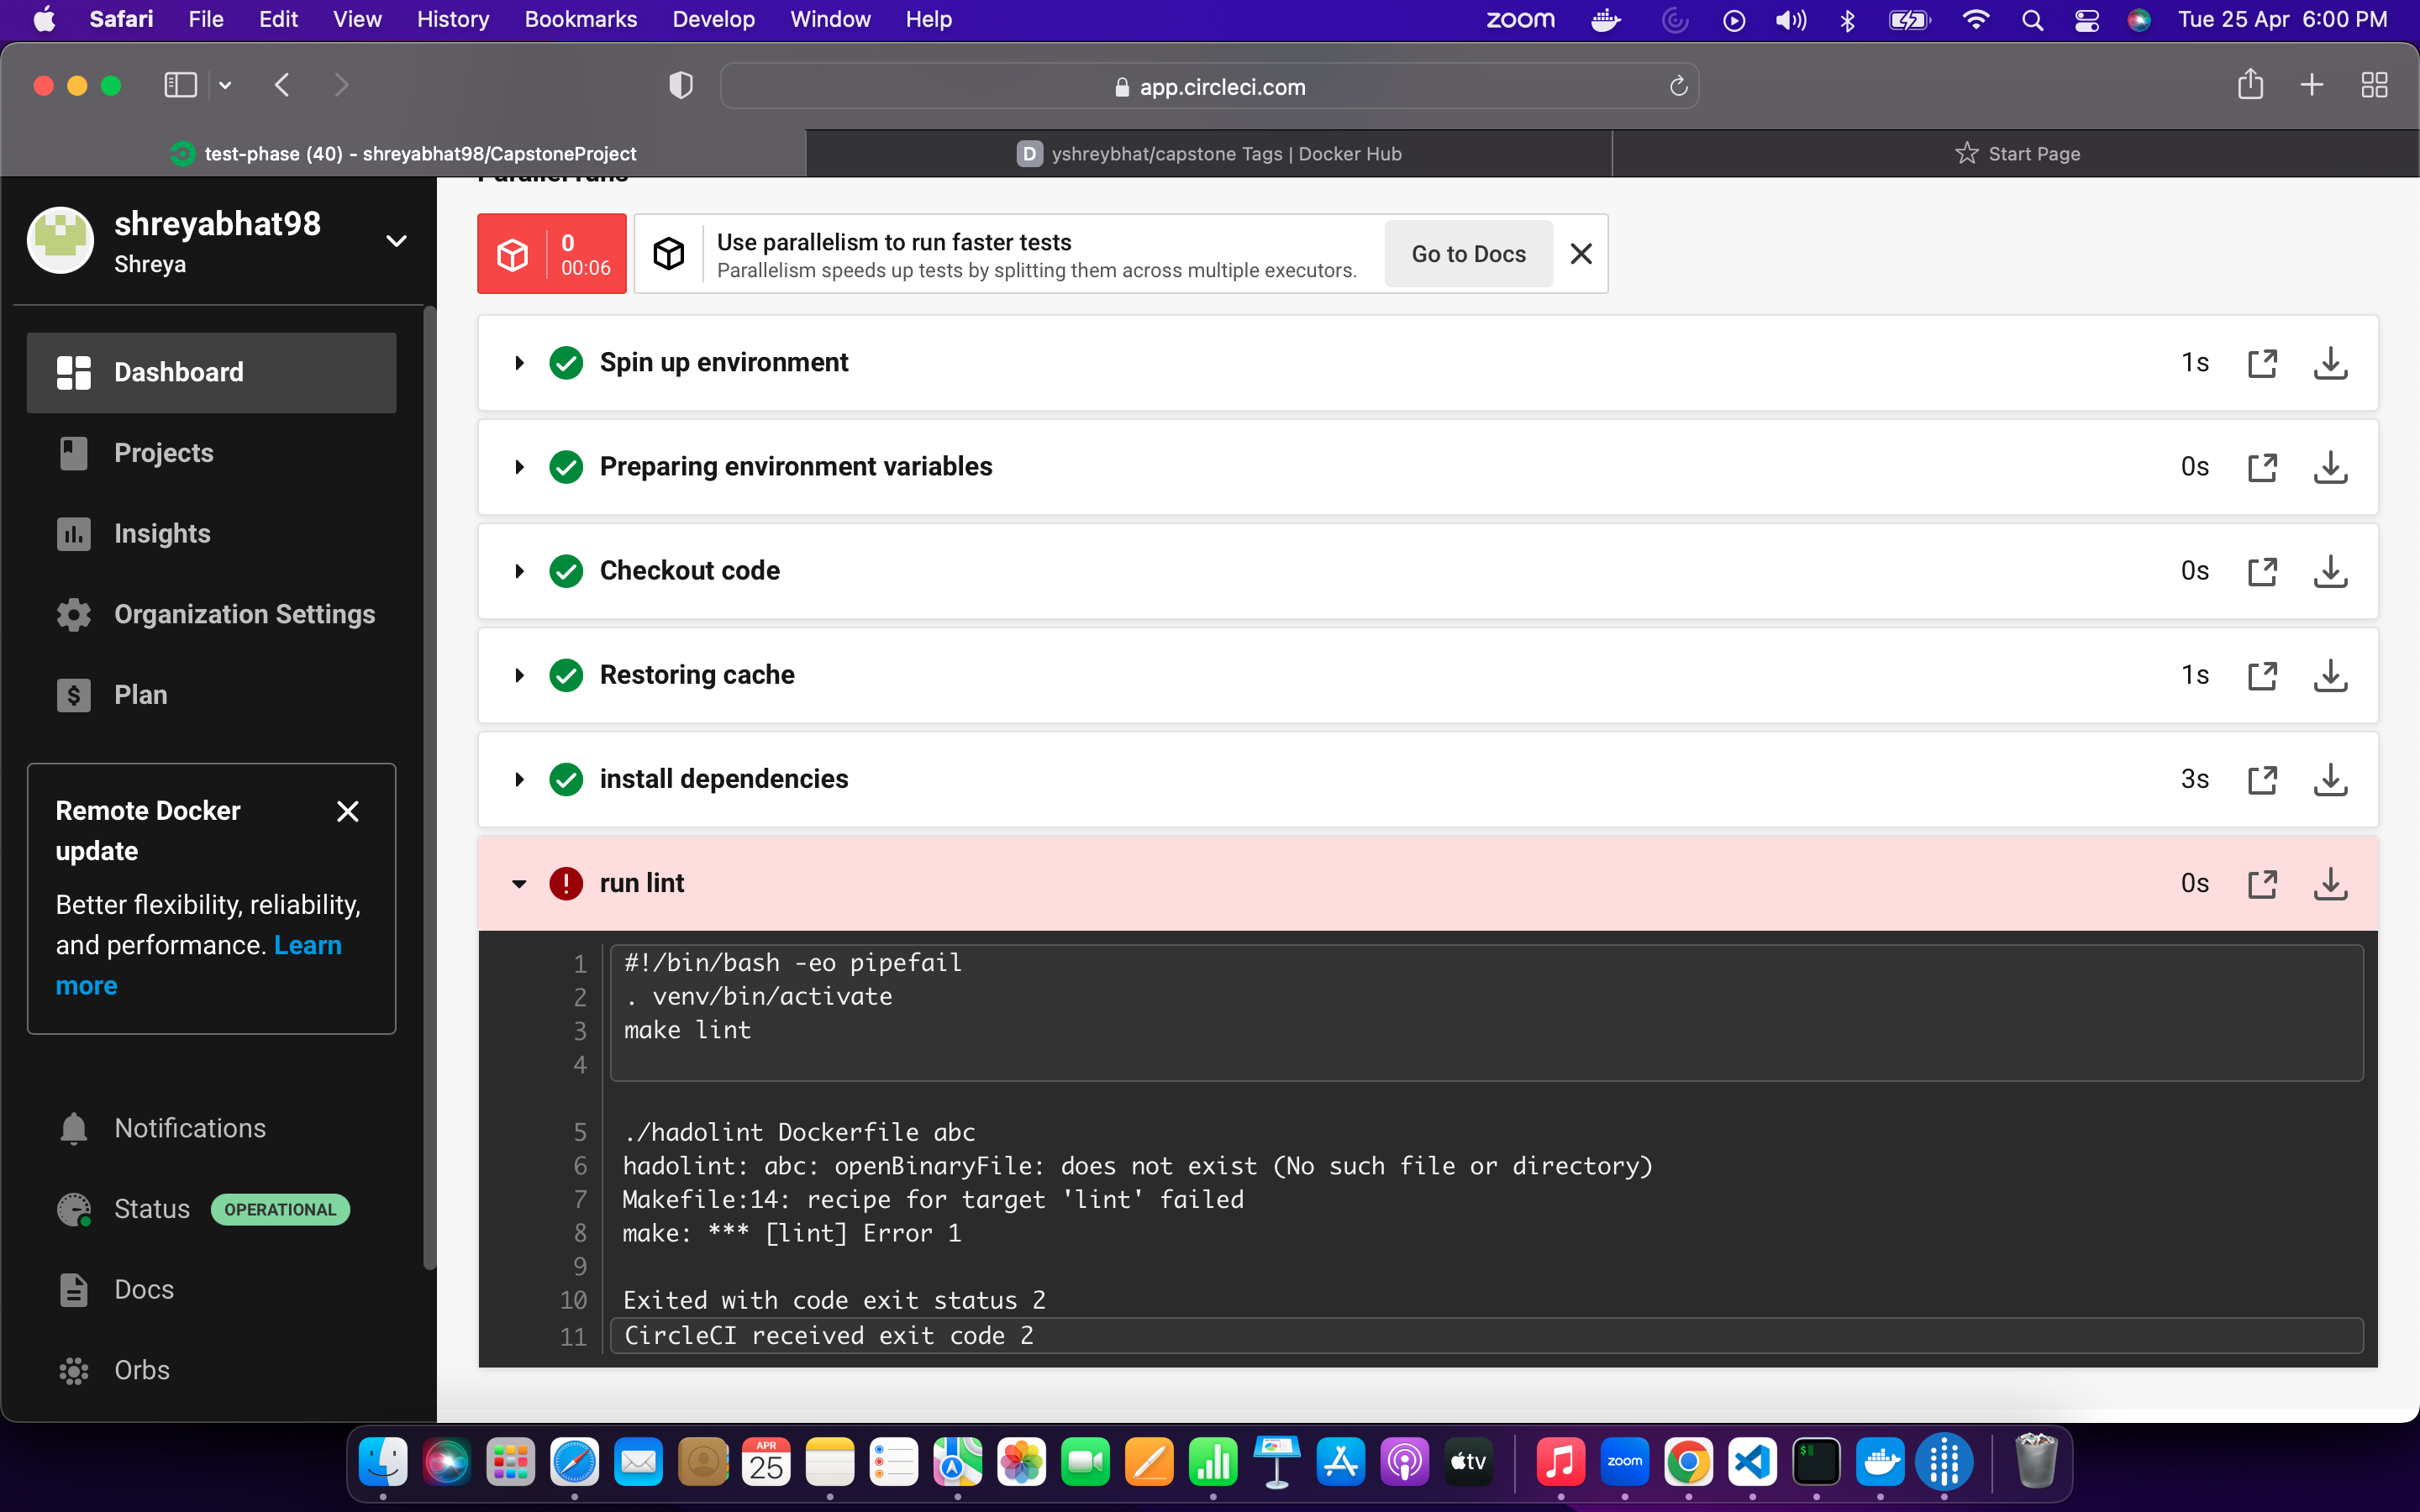 Safari File Edit View History Bookmarks Develop Window Help
zoom
Tue 25 Apr 6:00 PM
app.circleci.com
test-phase (40) - shreyabhat98/CapstoneProject
D yshreybhat/capstone Tags | Docker Hub
Start Page
shreyabhat98
Shreya
Dashboard
Projects
Insights
Organization Settings
$ Plan
Remote Docker
update
Better flexibility, reliability,
and performance. Learn
more
Notifications
Status OPERATIONAL
Docs
Orbs
Parallel runs
0
00:06
Use parallelism to run faster tests
Parallelism speeds up tests by splitting them across multiple executors.
Go to Docs
Spin up environment 1s
Preparing environment variables 0s
Checkout code 0s
Restoring cache 1s
install dependencies 3s
run lint 0s
1 #!/bin/bash -eo pipefail
2 . venv/bin/activate
3 make lint
4
5 ./hadolint Dockerfile abc
6 hadolint: abc: openBinaryFile: does not exist (No such file or directory)
7 Makefile:14: recipe for target 'lint' failed
8 make: *** [lint] Error 1
9
10 Exited with code exit status 2
11 CircleCI received exit code 2
APR
25
tv
zoom
$